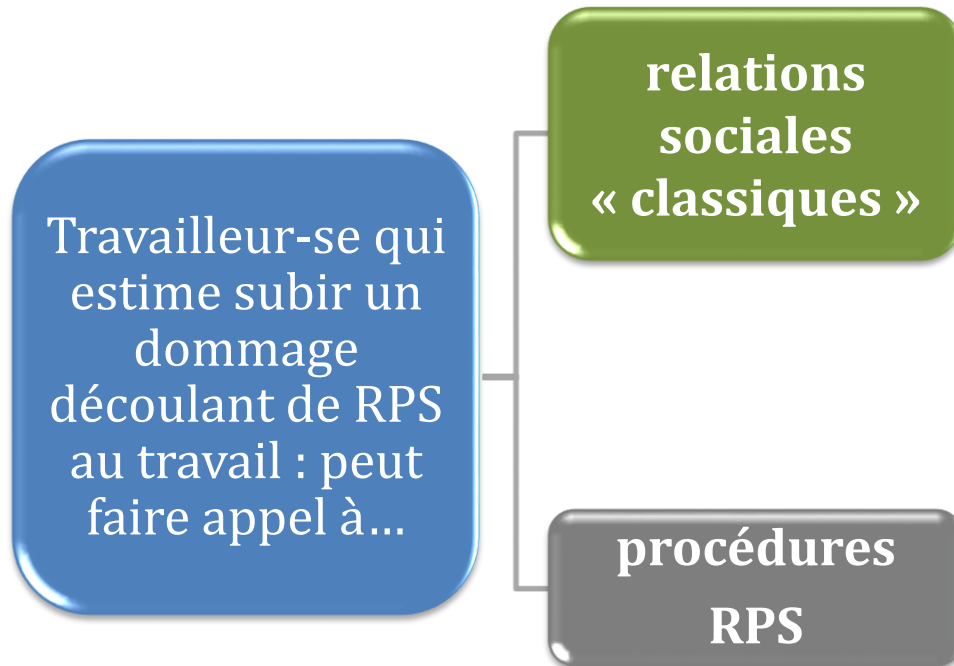 Travailleur-se qui
estime subir un
dommage
découlant de RPS
au travail : peut
faire appel à…
relations
sociales
« classiques »
procédures
RPS